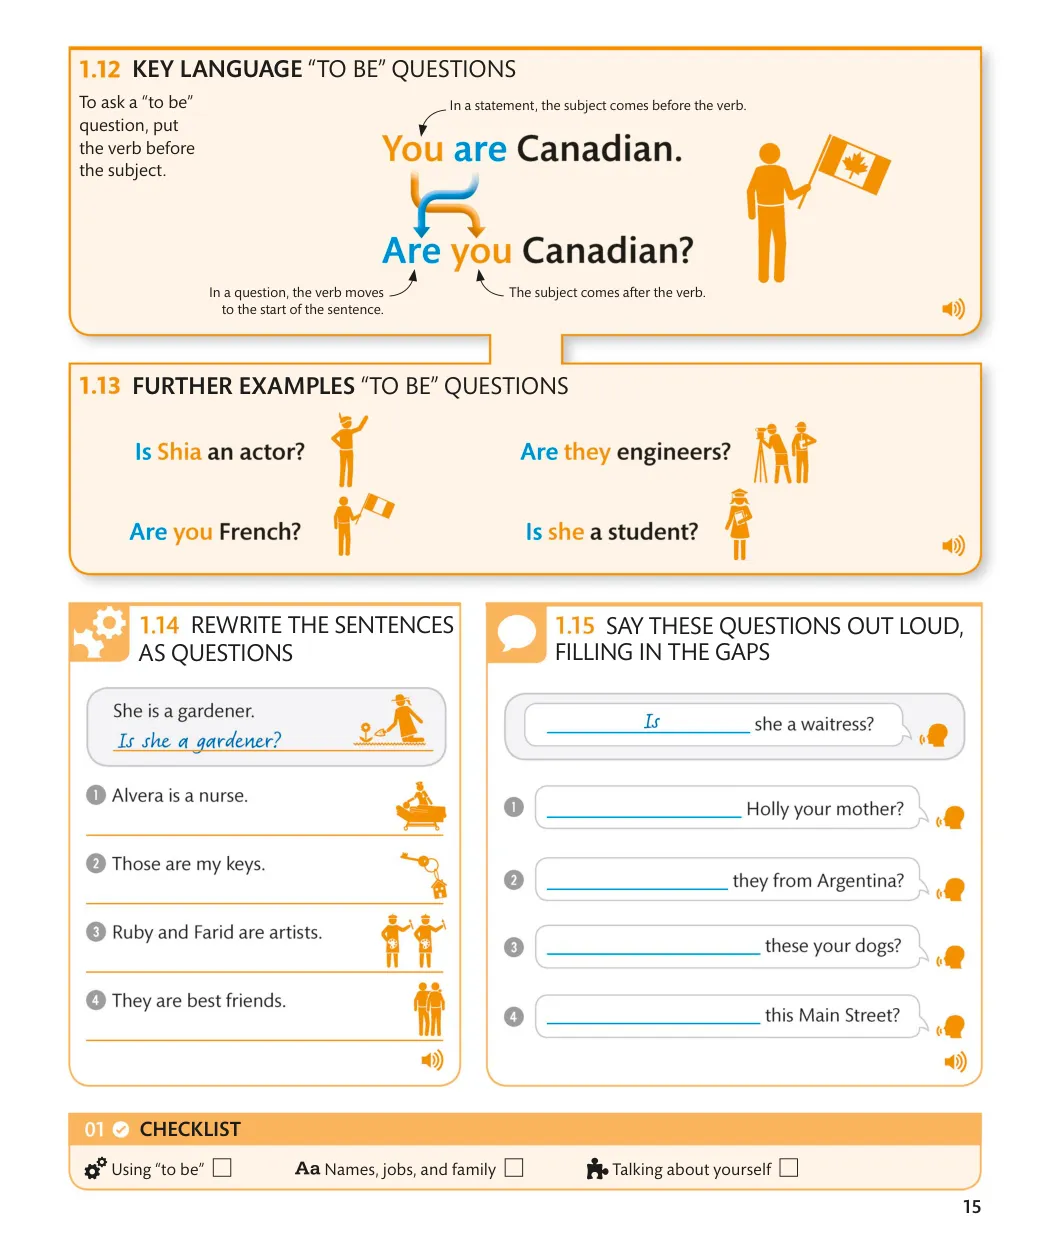 1.12 KEY LANGUAGE “TO BE” QUESTIONS
To ask a “to be”
question, put
the verb before
the subject.
In a statement, the subject comes before the verb.
You are Canadian.
Are you Canadian?
In a question, the verb moves
to the start of the sentence.
The subject comes after the verb.
1.13 FURTHER EXAMPLES “TO BE” QUESTIONS
Is Shia an actor?
Are they engineers?
Are you French?
Is she a student?
1.14 REWRITE THE SENTENCES
AS QUESTIONS
She is a gardener.
Is she a gardener?
1 Alvera is a nurse.
2 Those are my keys.
3 Ruby and Farid are artists.
4 They are best friends.
1.15 SAY THESE QUESTIONS OUT LOUD,
FILLING IN THE GAPS
Is she a waitress?
1 Holly your mother?
2 they from Argentina?
3 these your dogs?
4 this Main Street?
01 CHECKLIST
Using “to be”
Aa Names, jobs, and family
Talking about yourself
15